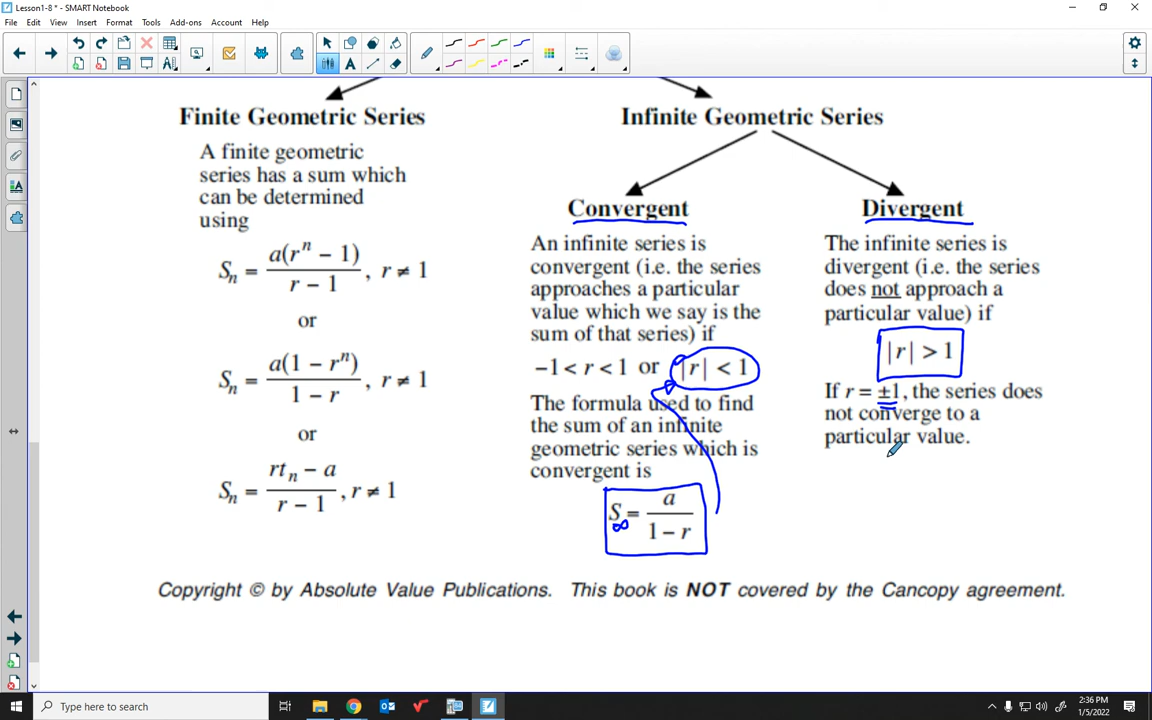 Lesson1-8 * - SMART Notebook
File Edit View Insert Format Tools Add-ons Account Help
Finite Geometric Series
A finite geometric
series has a sum which
can be determined
using
Sₙ = a(rⁿ − 1) / r − 1 , r ≠ 1
or
Sₙ = a(1 − rⁿ) / 1 − r , r ≠ 1
or
Sₙ = rtₙ − a / r − 1 , r ≠ 1
Infinite Geometric Series
Convergent
An infinite series is
convergent (i.e. the series
approaches a particular
value which we say is the
sum of that series) if
−1 < r < 1 or |r| < 1
The formula used to find
the sum of an infinite
geometric series which is
convergent is
S∞ = a / 1 − r
Divergent
The infinite series is
divergent (i.e. the series
does not approach a
particular value) if
|r| > 1
If r = ±1, the series does
not converge to a
particular value.
Copyright © by Absolute Value Publications. This book is NOT covered by the Cancopy agreement.
Type here to search
2:36 PM
1/5/2022